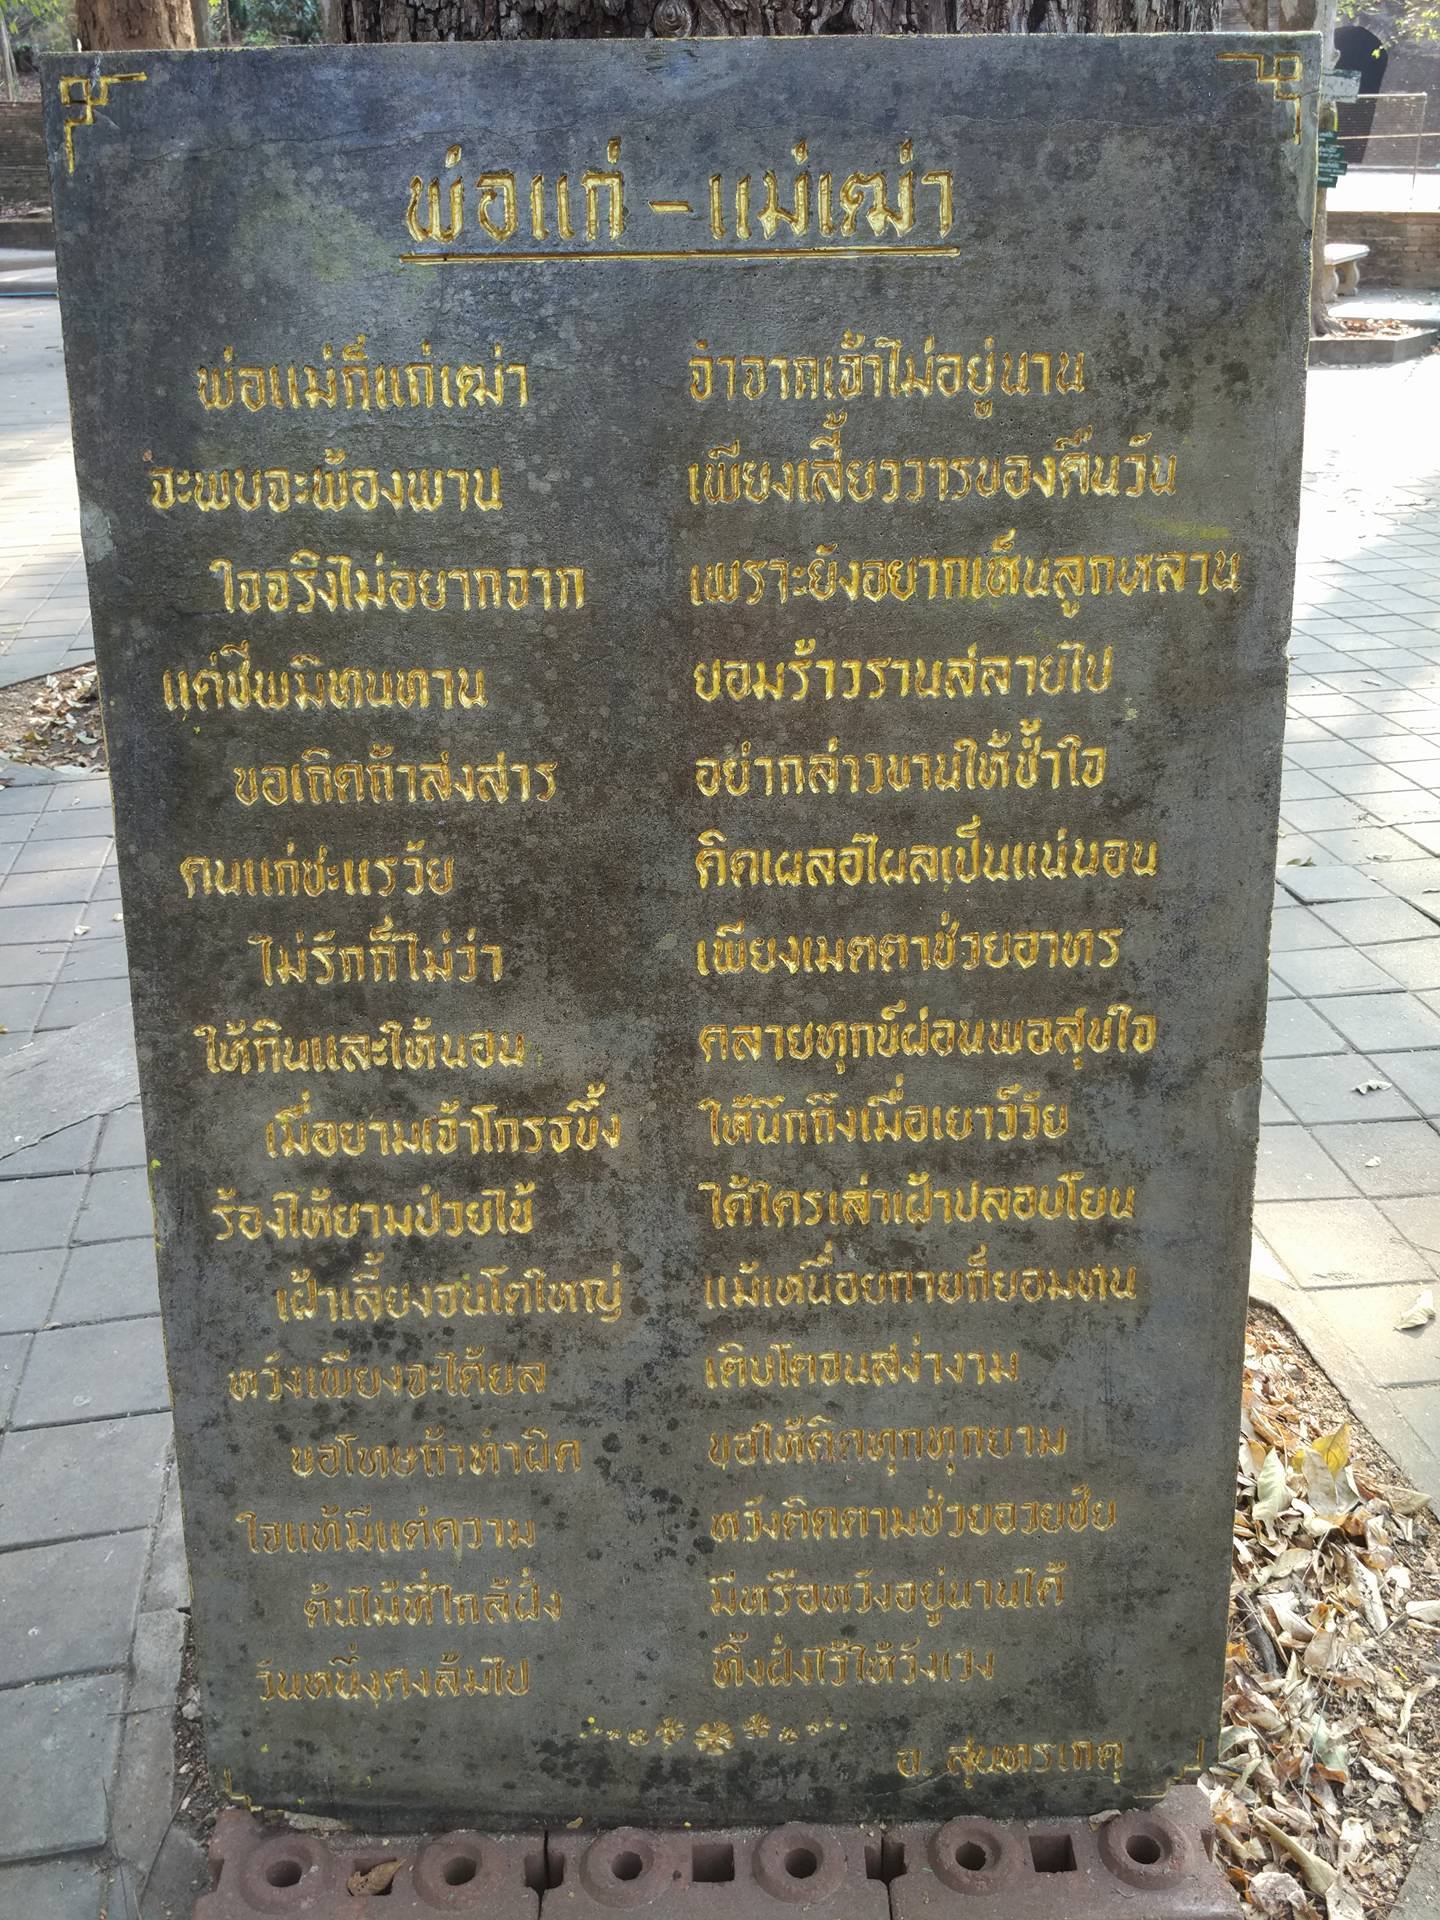 พ่อแก่ - แม่เฒ่า
พ่อแม่ก็แก่เฒ่า จำจากเจ้าไม่อยู่นาน
จะพบจะพ้องพาน เพียงเสี้ยววารของคืนวัน
ใจจริงไม่อยากจาก เพราะยังอยากเห็นลูกหลาน
แต่ชีพมิทนทาน ย่อมร้าวรานสลายไป
ขอเถิดถ้าสงสาร อย่ากล่าวขานให้ช้ำใจ
คนแก่ชะแรวัย คิดเผลอไผลเป็นแน่นอน
ไม่รักก็ไม่ว่า เพียงเมตตาช่วยอาทร
ให้กินและให้นอน คลายทุกข์ผ่อนพอสุขใจ
เมื่อยามเจ้าโกรธขึ้ง ให้นึกถึงเมื่อเยาว์วัย
ร้องไห้ยามป่วยไข้ ได้ใครเล่าเฝ้าปลอบโยน
เฝ้าเลี้ยงจนโตใหญ่ แม้เหนื่อยกายก็ยอมทน
หวังเพียงจะได้ยล เติบโตจนสง่างาม
ขอโทษถ้าทำผิด ขอให้คิดทุกทุกยาม
ใจแท้มีแต่ความ หวังติดตามช่วยอวยชัย
ต้นไม้ที่ใกล้ฝั่ง มีหรือหวังอยู่นานได้
วันหนึ่งคงล้มไป ทิ้งฝั่งไว้ให้วังเวง
อ. สุนทรเกตุ